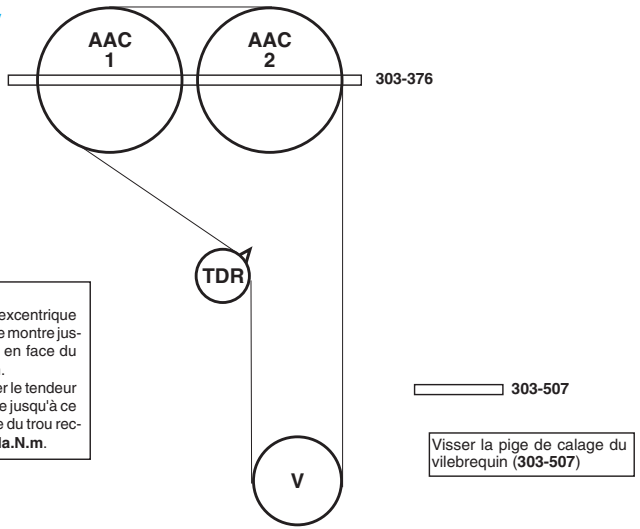 AAC
1
AAC
2
303-376
TDR
excentrique
montre jus-
en face du
er le tendeur
e jusqu'à ce
du trou rec-
da.N.m.
303-507
Visser la pige de calage du
vilebrequin (303-507)
V